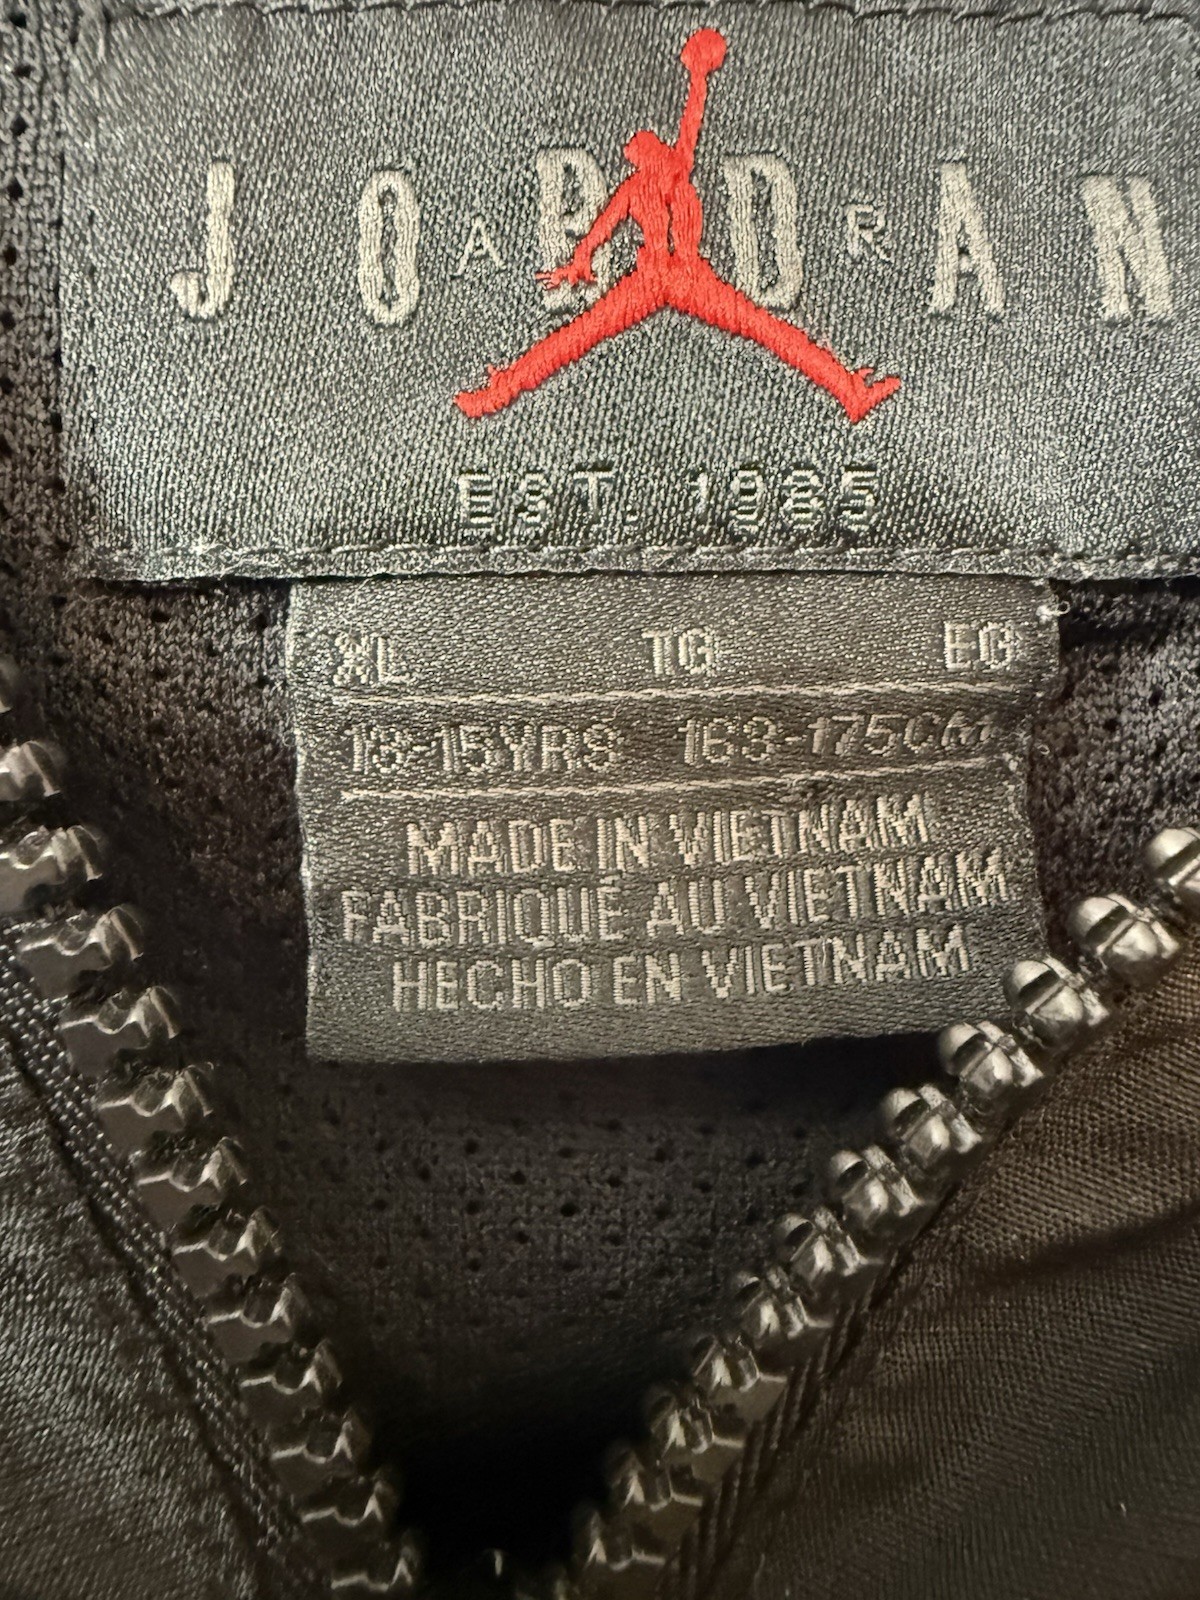 JORDAN
AIR
EST. 1985
XL TG EG
13-15YRS 163-175CM
MADE IN VIETNAM
FABRIQUÉ AU VIETNAM
HECHO EN VIETNAM